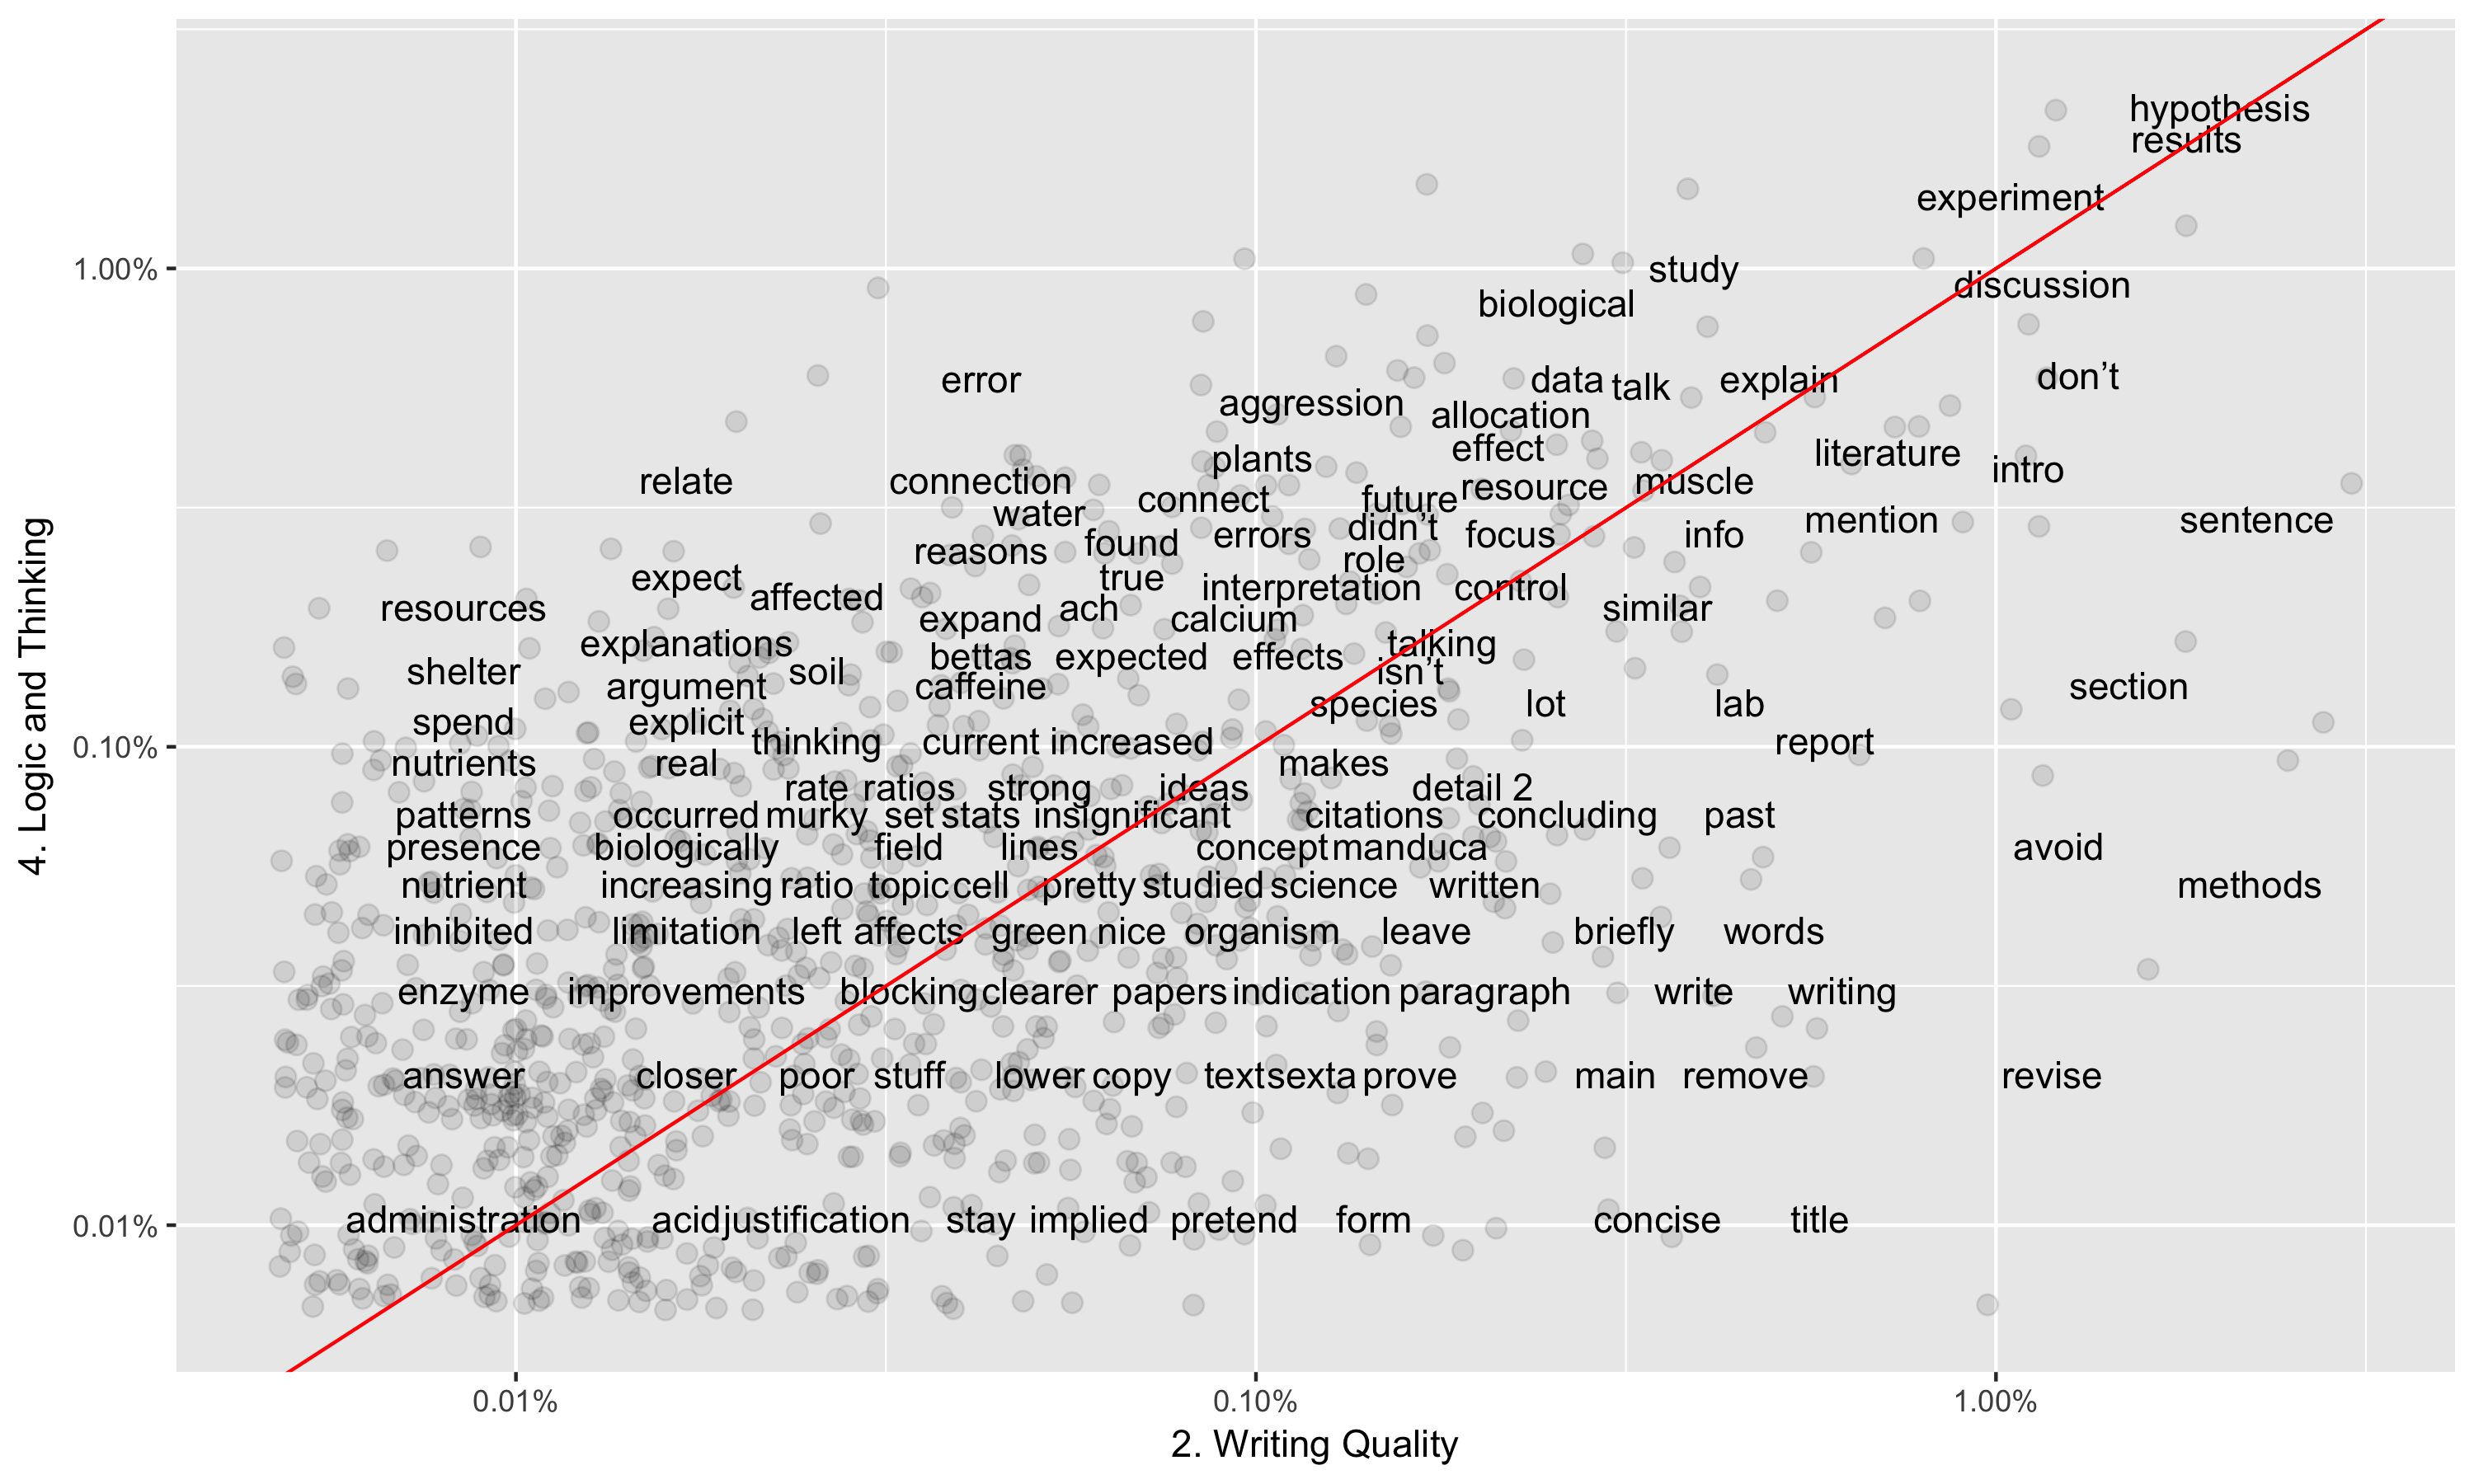 hypothesis
results
experiment
1.00%
study
discussion
biological
error
data talk explain don’t
aggression
allocation
effect
plants
literature
intro
relate connection connect future resource muscle
water didn’t
mention sentence
reasons found errors role focus info
expect true
affected interpretation control
resources expand ach calcium similar
explanations bettas expected effects talking
shelter soil isn’t
argument caffeine section
species lot lab
spend explicit
0.10%
thinking current increased report
nutrients real makes
rate ratios strong ideas detail 2
patterns occurred murky set stats insignificant citations concluding past
presence biologically field lines concept manduca avoid
nutrient increasing ratio topic cell pretty studied science written methods
inhibited limitation left affects green nice organism leave briefly words
enzyme improvements blocking clearer papers indication paragraph write writing
answer closer poor stuff lower copy text sexta prove main remove revise
0.01%
administration acid justification stay implied pretend form concise title
0.01% 0.10% 1.00%
2. Writing Quality
4. Logic and Thinking